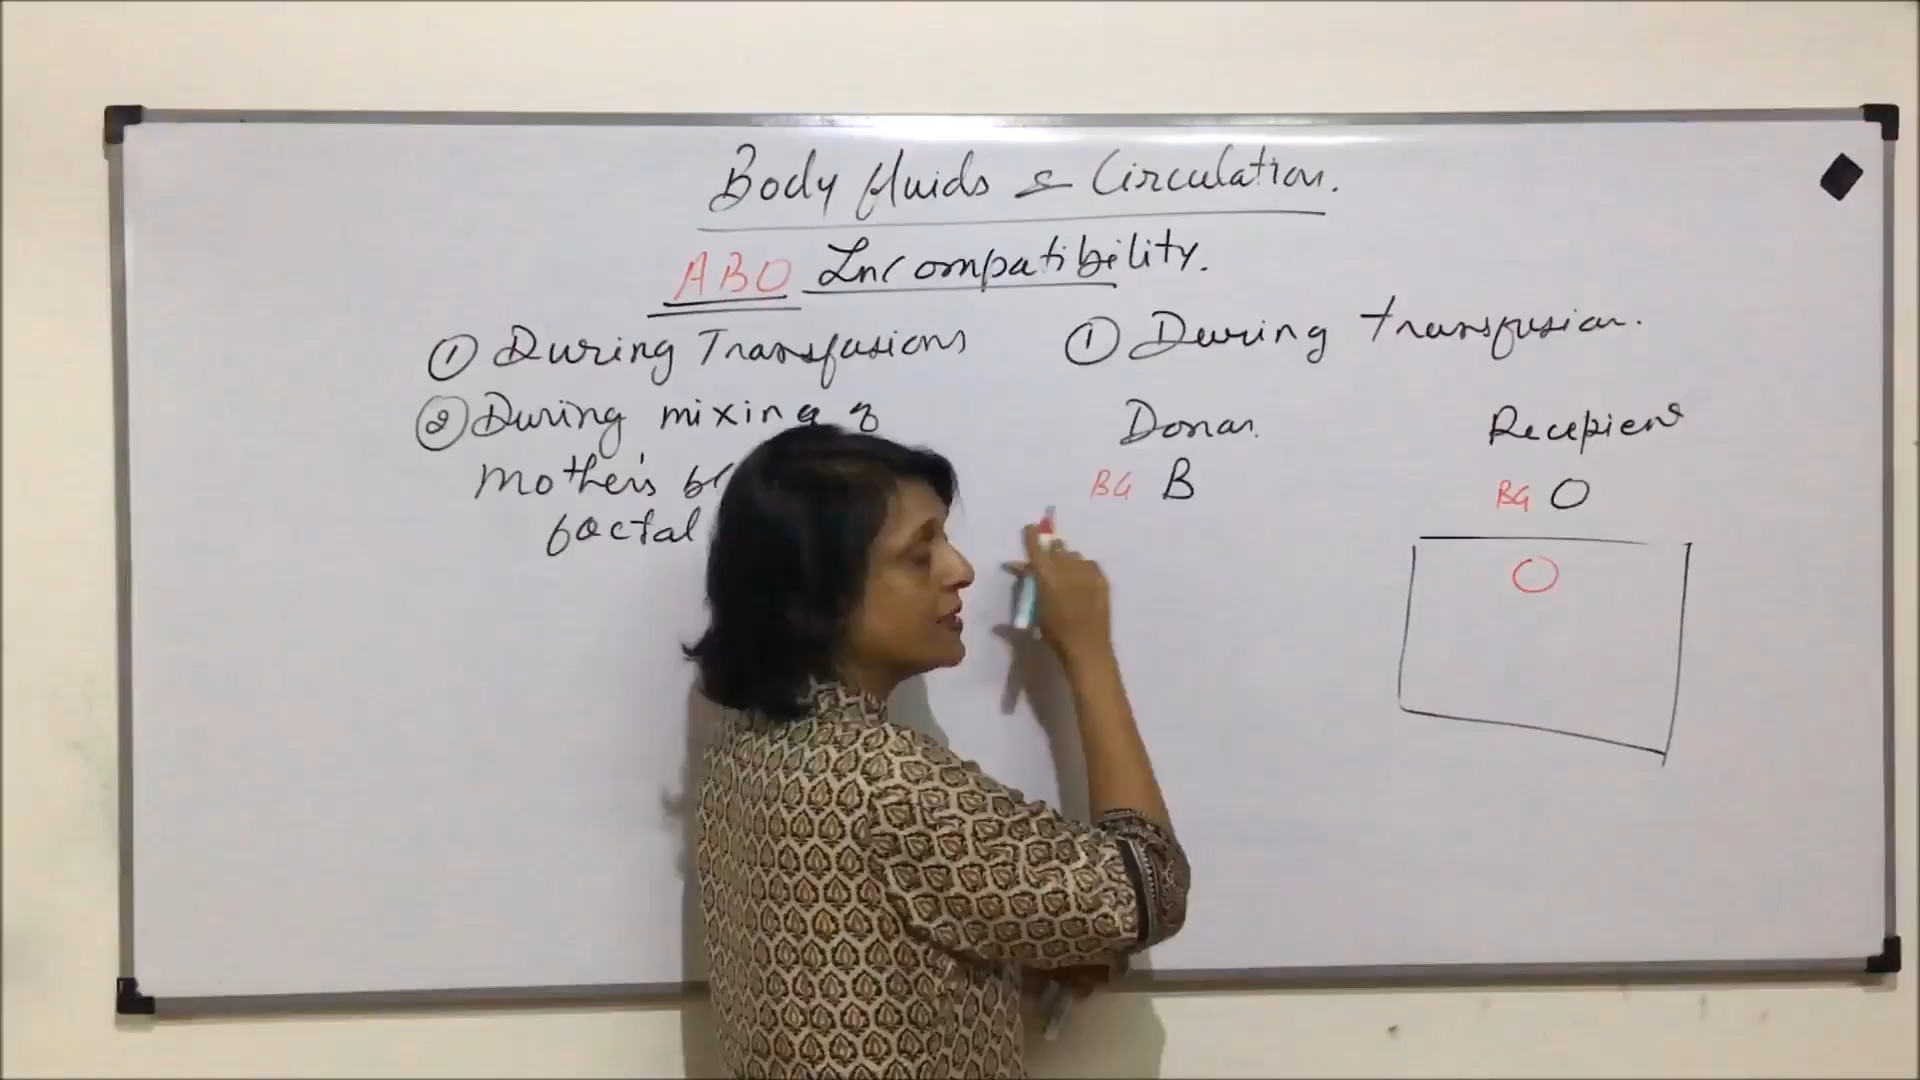 Body fluids & Circulation.
ABO Incompatibility.
① During Transfusions
② During mixing of
Mother's
foetal
① During transfusion.
Donar. Recepient
BG B BG O
O